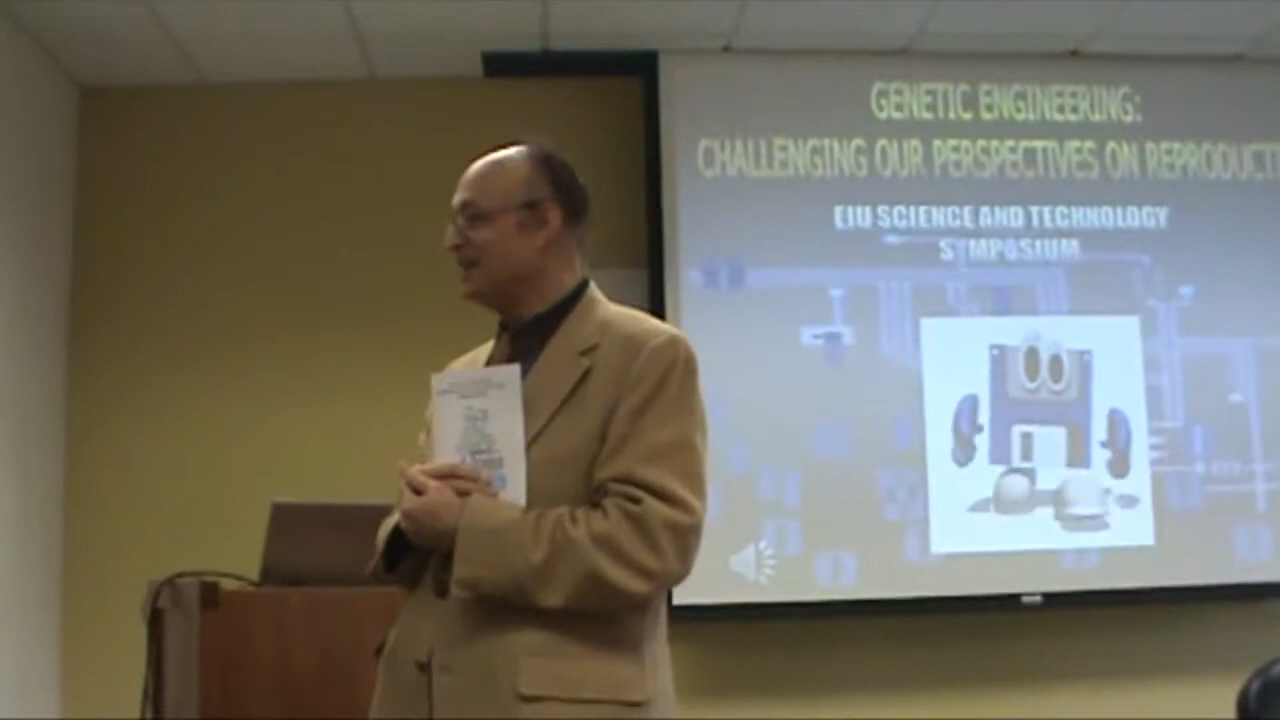 GENETIC ENGINEERING:
CHALLENGING OUR PERSPECTIVES ON REPRODUCTI
EIU SCIENCE AND TECHNOLOGY
SYMPOSIUM